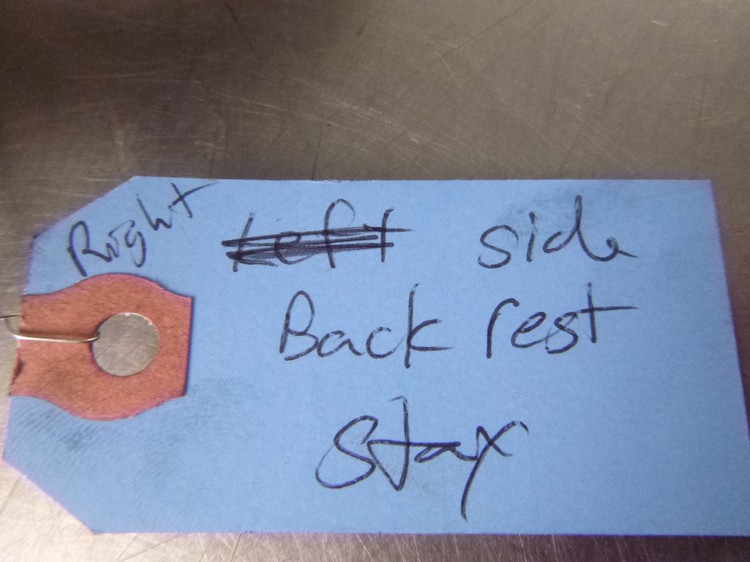 Right Left side
Back rest
Stay